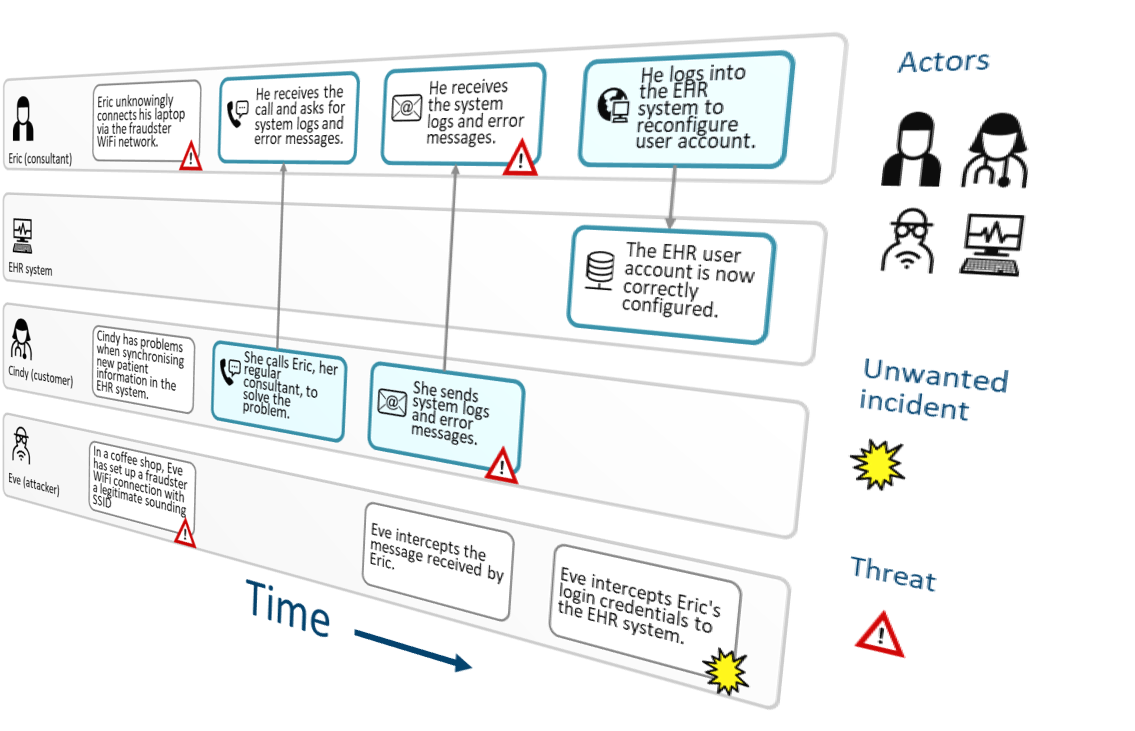 Eric unknowingly
connects his laptop
via the fraudster
WiFi network.
Eric (consultant)
He receives the
call and asks for
system logs and
error messages.
@
He receives
the system
logs and error
messages.
He logs into
the EHR
system to
reconfigure
user account.
EHR system
The EHR user
account is now
correctly
configured.
Cindy (customer)
Cindy has problems
when synchronising
new patient
information in the
EHR system.
She calls Eric, her
regular
consultant, to
solve the
problem.
@
She sends
system logs
and error
messages.
Eve (attacker)
In a coffee shop, Eve
has set up a fraudster
WiFi connection with
a legitimate sounding
SSID
Eve intercepts the
message received by
Eric.
Eve intercepts Eric's
login credentials to
the EHR system.
Time
Actors
Unwanted
incident
Threat